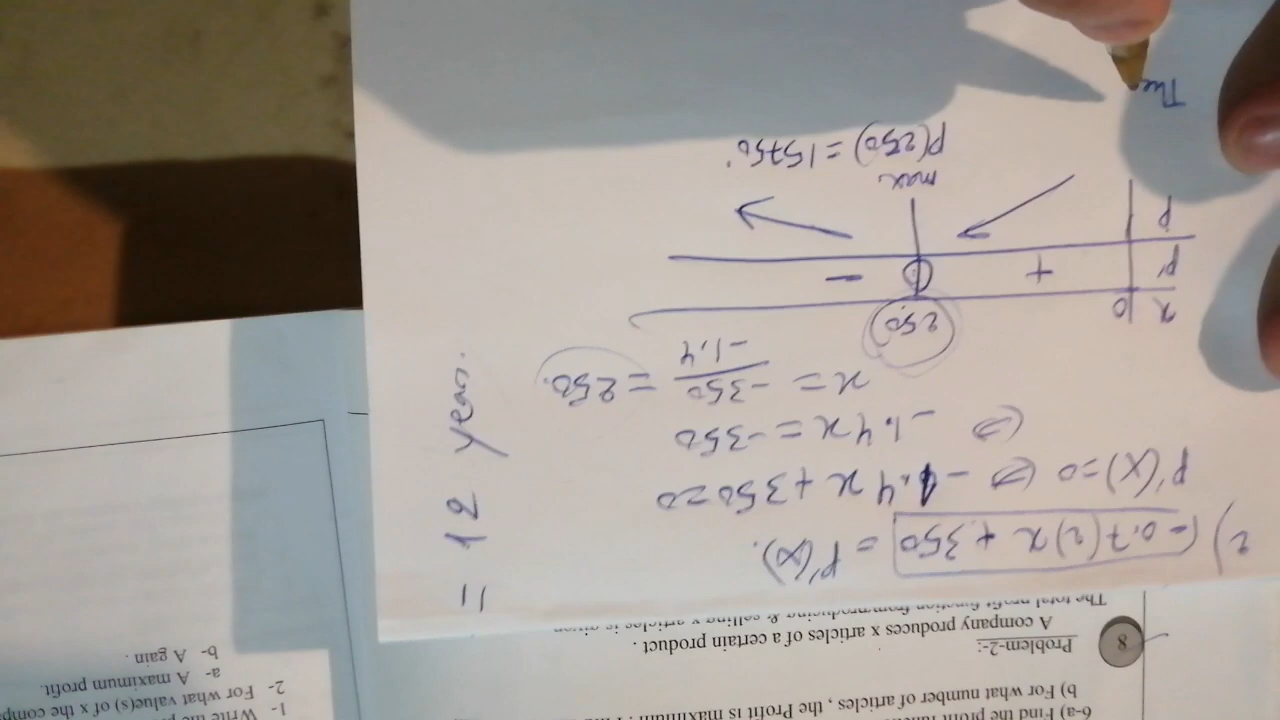 6-a) Find the profit
b) For what number of articles , the Profit is maximum
8
Problem-2-:
A company produces x articles of a certain product .
The total profit function from producing & selling x articles is given
1- Write the
2- For what value(s) of x the comp
a- A maximum profit.
b- A gain .
2) (-0.7(2)x + 350 = P'(x).
P'(x)=0 ⇔ -1.4x + 350=0
⇔ -1.4x = -350
x = -350/-1.4 = 250.
= 12 years.
x 0 250
P' + 0 -
P
max
P(250) = 15750
The